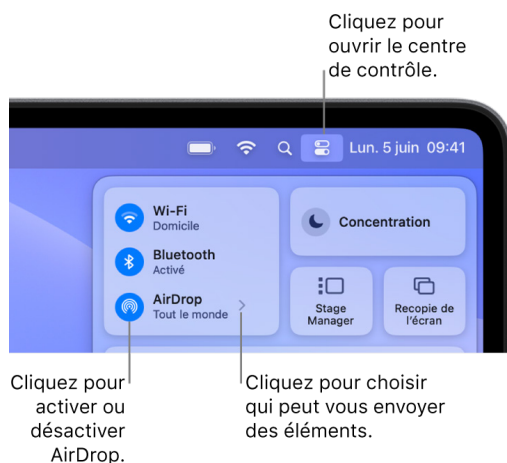 Cliquez pour
ouvrir le centre
de contrôle.
Lun. 5 juin 09:41
Wi-Fi
Domicile
Bluetooth
Activé
AirDrop
Tout le monde
Concentration
Stage
Manager
Recopie de
l'écran
Cliquez pour
activer ou
désactiver
AirDrop.
Cliquez pour choisir
qui peut vous envoyer
des éléments.